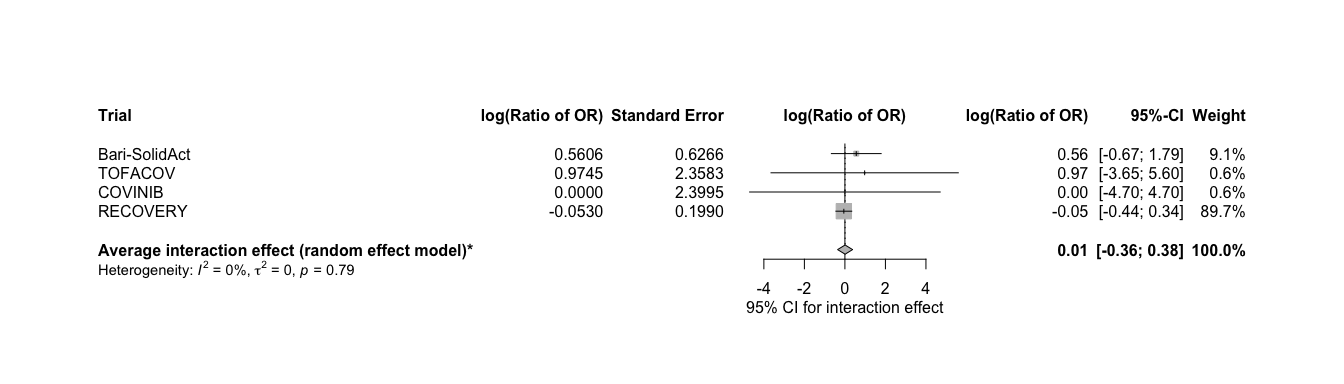 Trial log(Ratio of OR) Standard Error log(Ratio of OR) log(Ratio of OR) 95%-CI Weight
Bari-SolidAct 0.5606 0.6266 0.56 [-0.67; 1.79] 9.1%
TOFACOV 0.9745 2.3583 0.97 [-3.65; 5.60] 0.6%
COVINIB 0.0000 2.3995 0.00 [-4.70; 4.70] 0.6%
RECOVERY -0.0530 0.1990 -0.05 [-0.44; 0.34] 89.7%
Average interaction effect (random effect model)* 0.01 [-0.36; 0.38] 100.0%
Heterogeneity: I² = 0%, τ² = 0, p = 0.79
-4 -2 0 2 4
95% CI for interaction effect